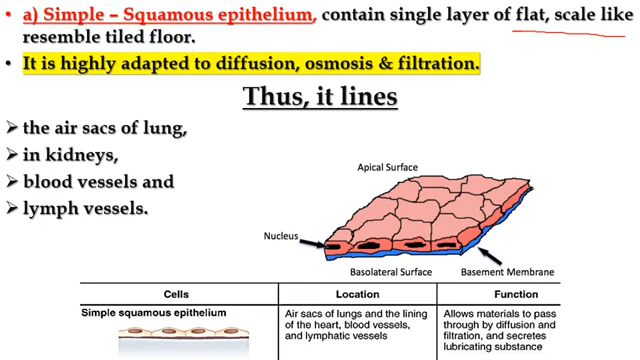 • a) Simple – Squamous epithelium, contain single layer of flat, scale like
resemble tiled floor.
• It is highly adapted to diffusion, osmosis & filtration.
Thus, it lines
➢ the air sacs of lung,
➢ in kidneys,
➢ blood vessels and
➢ lymph vessels.
Apical Surface
Nucleus
Basolateral Surface
Basement Membrane
Cells
Location
Function
Simple squamous epithelium
Air sacs of lungs and the lining
of the heart, blood vessels,
and lymphatic vessels
Allows materials to pass
through by diffusion and
filtration, and secretes
lubricating substance